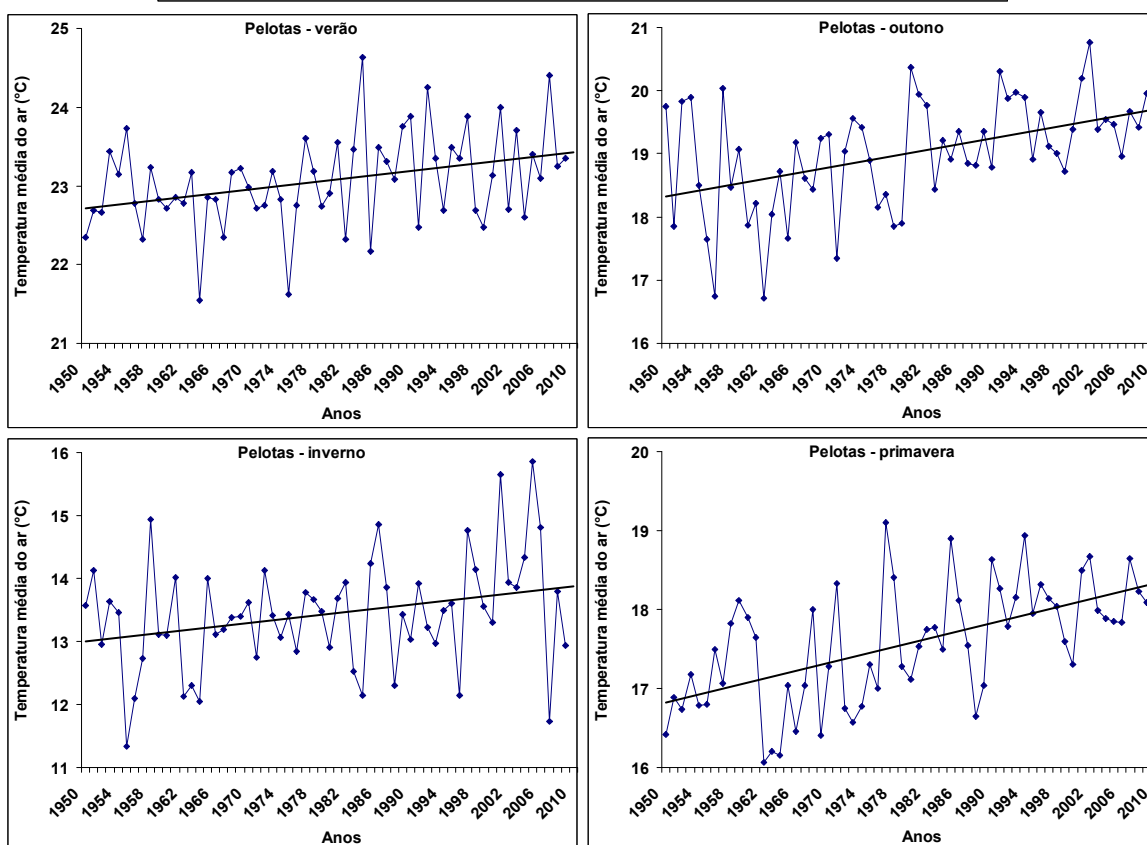 Pelotas - verão
Temperatura média do ar (°C)
25
24
23
22
21
1950 1954 1958 1962 1966 1970 1974 1978 1982 1986 1990 1994 1998 2002 2006 2010
Anos
Pelotas - outono
Temperatura média do ar (°C)
21
20
19
18
17
16
1950 1954 1958 1962 1966 1970 1974 1978 1982 1986 1990 1994 1998 2002 2006 2010
Anos
Pelotas - inverno
Temperatura média do ar (°C)
16
15
14
13
12
11
1950 1954 1958 1962 1966 1970 1974 1978 1982 1986 1990 1994 1998 2002 2006 2010
Anos
Pelotas - primavera
Temperatura média do ar (°C)
20
19
18
17
16
1950 1954 1958 1962 1966 1970 1974 1978 1982 1986 1990 1994 1998 2002 2006 2010
Anos